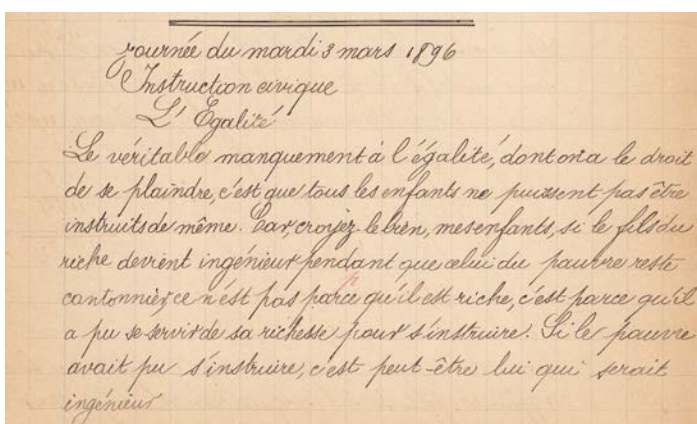 Journée du mardi 3 mars 1896
Instruction civique
L'Égalité
Le véritable manquement à l'égalité, dont on a le droit
de se plaindre, c'est que tous les enfants ne puissent pas être
instruits de même. Car, croyez-le bien, mes enfants, si le fils du
riche devient ingénieur pendant que celui du pauvre reste
cantonnier, ce n'est pas parce qu'il est riche, c'est parce qu'il
a pu se servir de sa richesse pour s'instruire. Si le pauvre
avait pu s'instruire, c'est peut-être lui qui serait
ingénieur